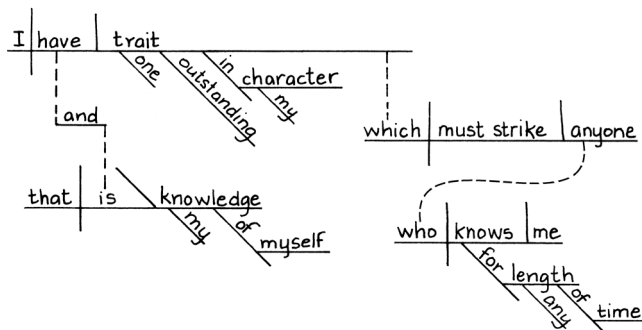 I have trait
one outstanding in character
my
and
which must strike anyone
that is knowledge
my of myself
who knows me
for length
any of time